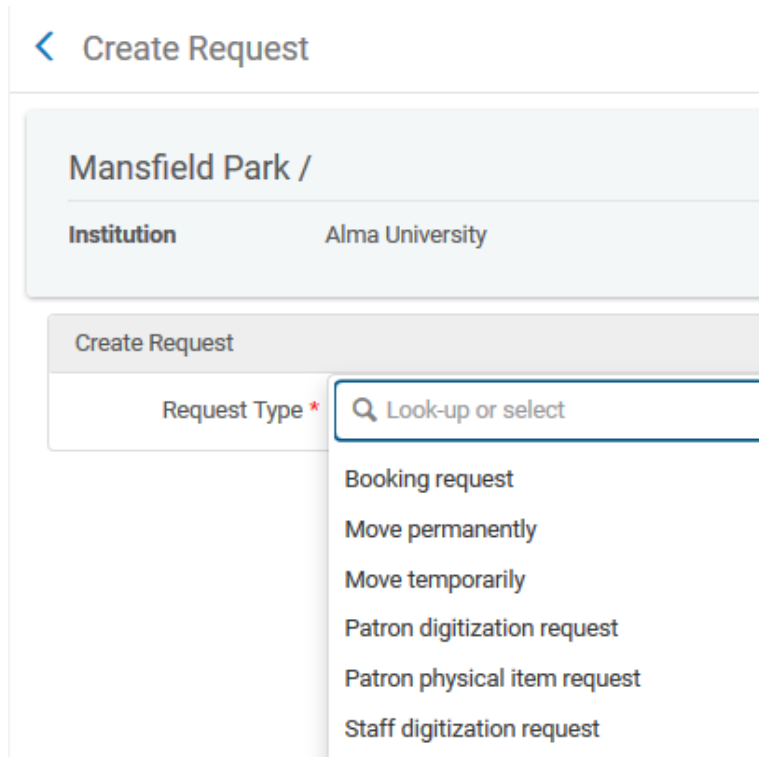 Create Request
Mansfield Park /
Institution Alma University
Create Request
Request Type * Look-up or select
Booking request
Move permanently
Move temporarily
Patron digitization request
Patron physical item request
Staff digitization request